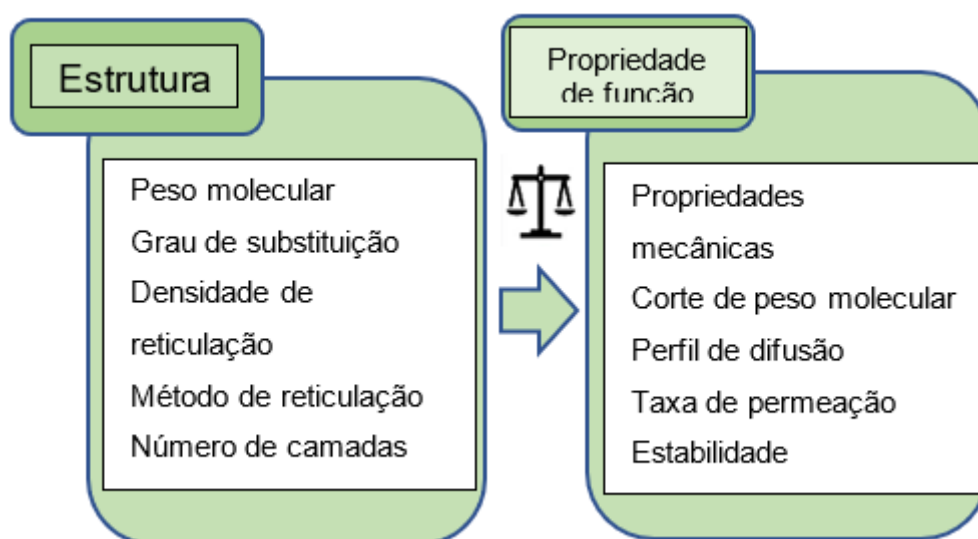 Estrutura
Peso molecular
Grau de substituição
Densidade de
reticulação
Método de reticulação
Número de camadas
Propriedade
de função
Propriedades
mecânicas
Corte de peso molecular
Perfil de difusão
Taxa de permeação
Estabilidade